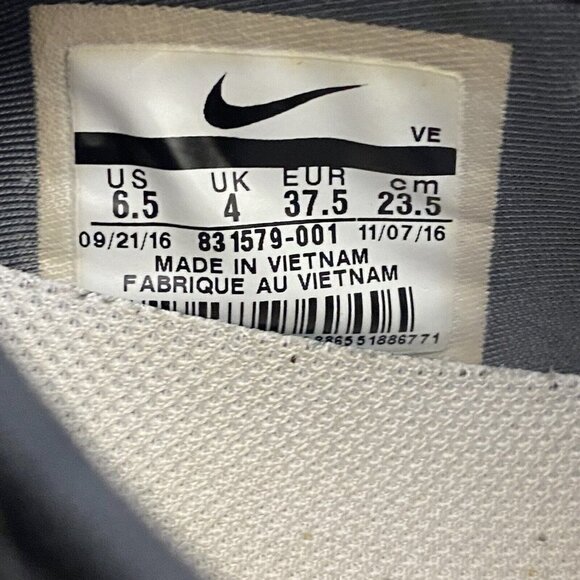 VE
US UK EUR cm
6.5 4 37.5 23.5
09/21/16 831579-001 11/07/16
MADE IN VIETNAM
FABRIQUE AU VIETNAM
886551886771